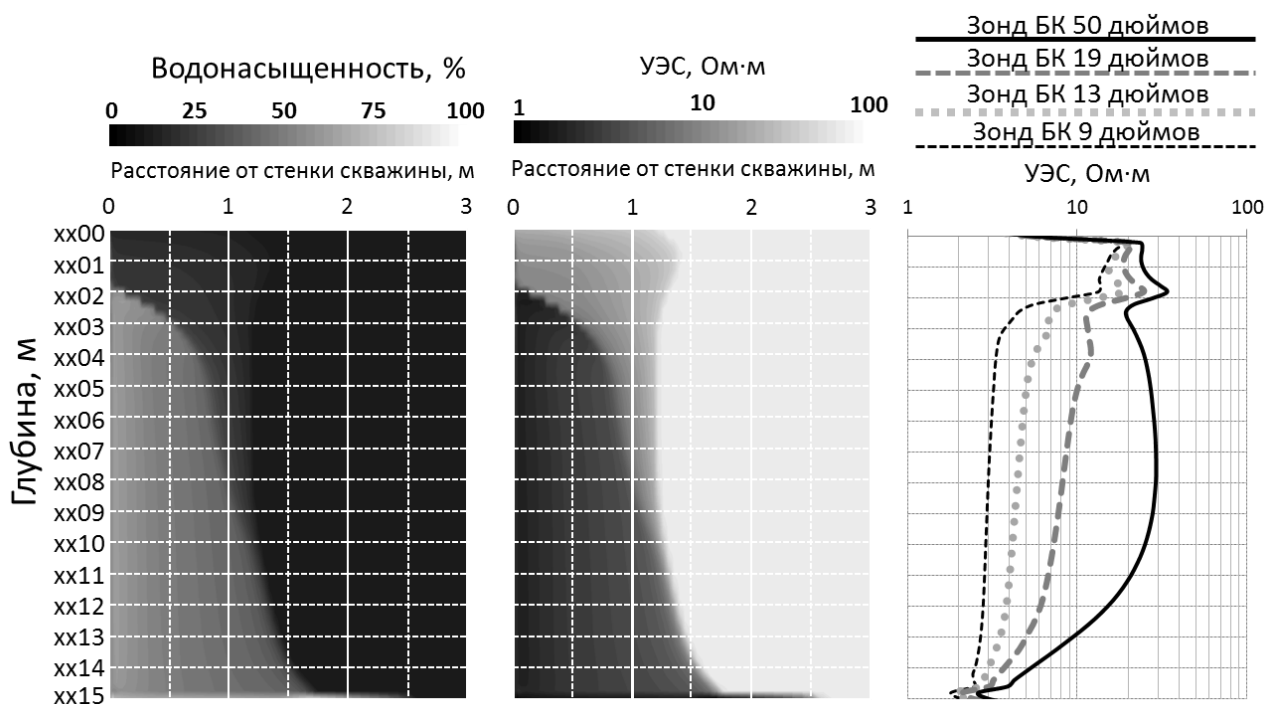 Водонасыщенность, %
0 25 50 75 100
Расстояние от стенки скважины, м
0 1 2 3
УЭС, Ом·м
1 10 100
Расстояние от стенки скважины, м
0 1 2 3
Зонд БК 50 дюймов
Зонд БК 19 дюймов
Зонд БК 13 дюймов
Зонд БК 9 дюймов
УЭС, Ом·м
1 10 100
Глубина, м
xx00
xx01
xx02
xx03
xx04
xx05
xx06
xx07
xx08
xx09
xx10
xx11
xx12
xx13
xx14
xx15